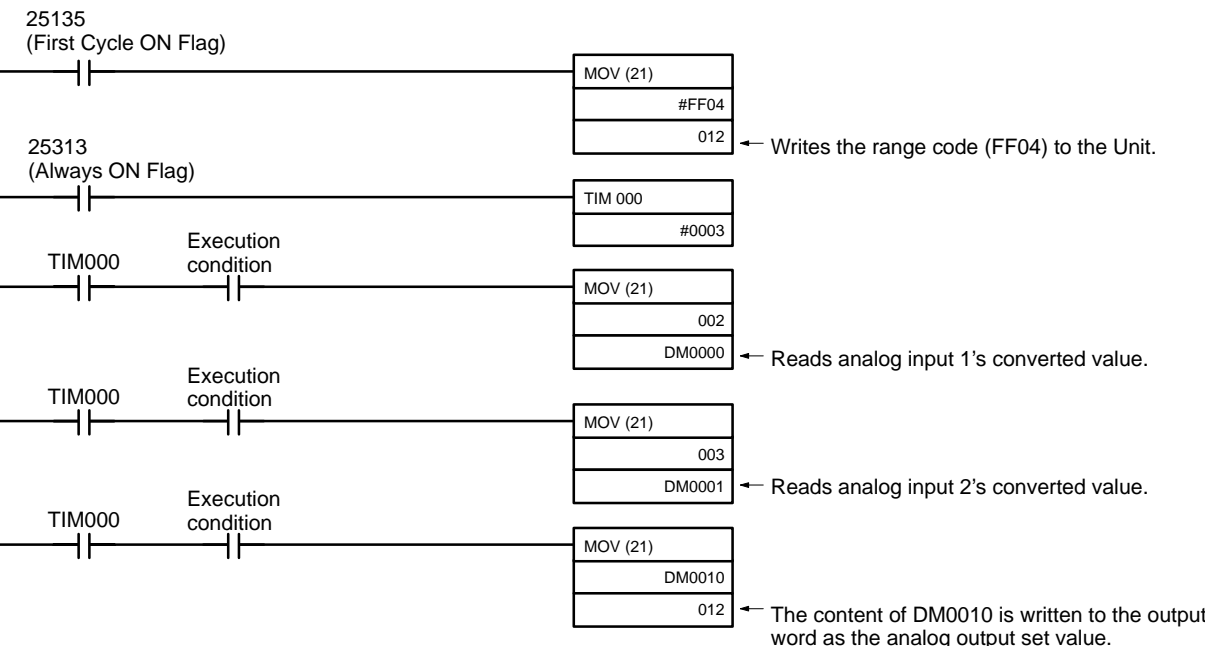 25135
(First Cycle ON Flag)
MOV (21)
#FF04
012
Writes the range code (FF04) to the Unit.
25313
(Always ON Flag)
TIM 000
#0003
TIM000
Execution
condition
MOV (21)
002
DM0000
Reads analog input 1’s converted value.
TIM000
Execution
condition
MOV (21)
003
DM0001
Reads analog input 2’s converted value.
TIM000
Execution
condition
MOV (21)
DM0010
012
The content of DM0010 is written to the output
word as the analog output set value.